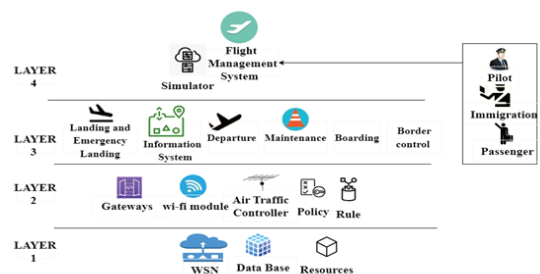 Flight
Management
System
Simulator
LAYER
4
Pilot
Immigration
Passenger
LAYER
3
Landing and
Emergency
Landing
Information
System
Departure
Maintenance
Boarding
Border
control
LAYER
2
Gateways
wi-fi module
Air Traffic
Controller
Policy
Rule
LAYER
1
WSN
Data Base
Resources